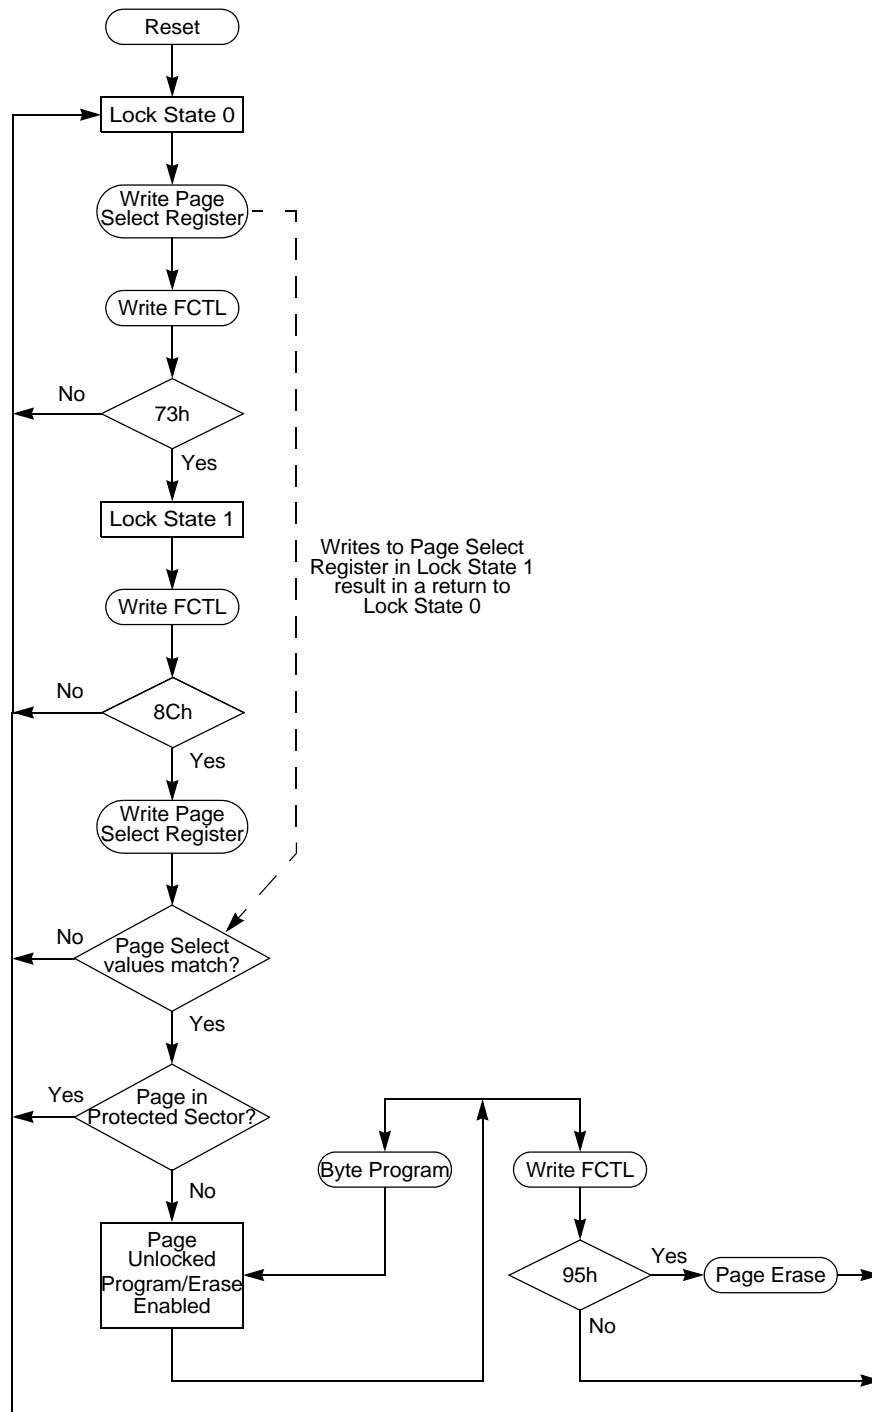 Reset
Lock State 0
Write Page
Select Register
Write FCTL
No
73h
Yes
Lock State 1
Writes to Page Select
Register in Lock State 1
result in a return to
Lock State 0
Write FCTL
No
8Ch
Yes
Write Page
Select Register
No
Page Select
values match?
Yes
Yes
Page in
Protected Sector?
No
Byte Program
Write FCTL
Page
Unlocked
Program/Erase
Enabled
95h
Yes
Page Erase
No